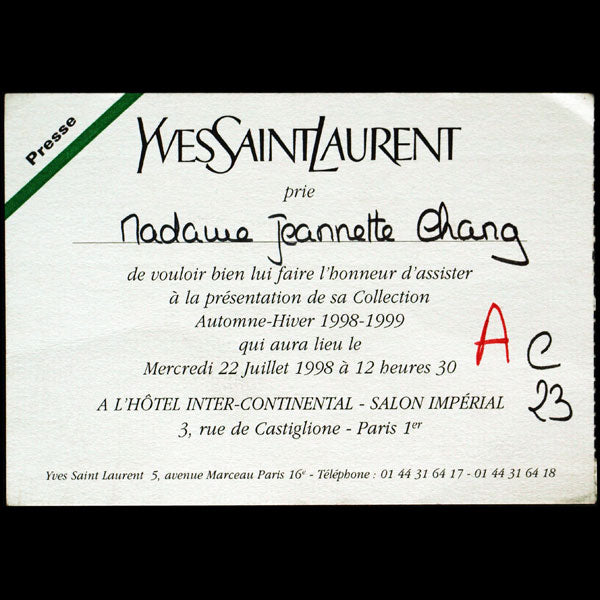 Presse
YVES SAINT LAURENT
prie
Madame Jeannette Chang
de vouloir bien lui faire l'honneur d'assister
à la présentation de sa Collection
Automne-Hiver 1998-1999
qui aura lieu le
Mercredi 22 Juillet 1998 à 12 heures 30
A L'HÔTEL INTER-CONTINENTAL - SALON IMPÉRIAL
3, rue de Castiglione - Paris 1er
A
C
23
Yves Saint Laurent 5, avenue Marceau Paris 16e - Téléphone : 01 44 31 64 17 - 01 44 31 64 18